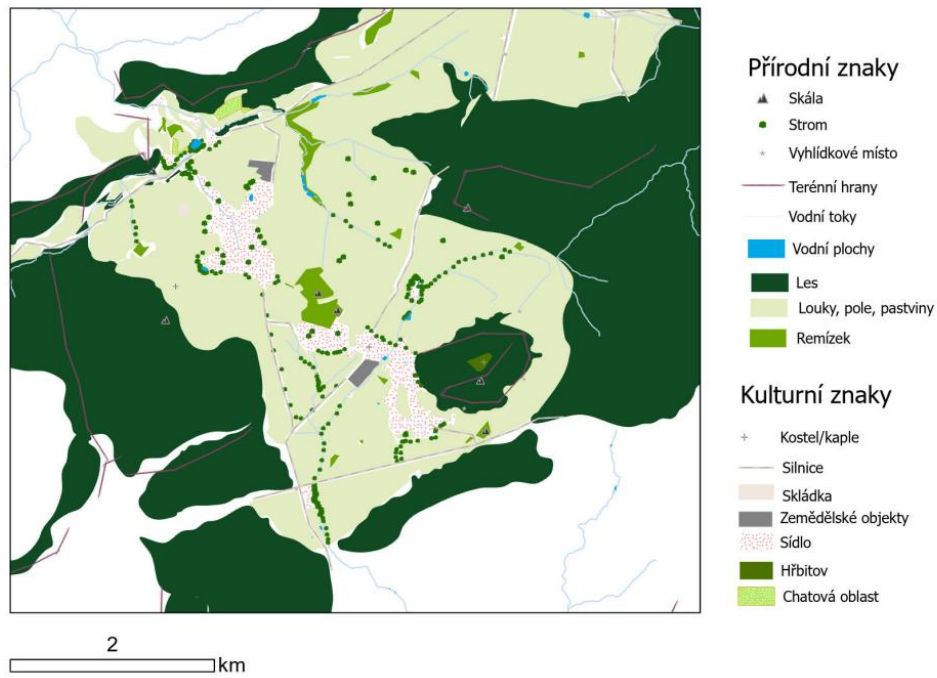 Přírodní znaky
Skála
Strom
Vyhlídkové místo
Terénní hrany
Vodní toky
Vodní plochy
Les
Louky, pole, pastviny
Remízek
Kulturní znaky
Kostel/kaple
Silnice
Skládka
Zemědělské objekty
Sídlo
Hřbitov
Chatová oblast
2
km